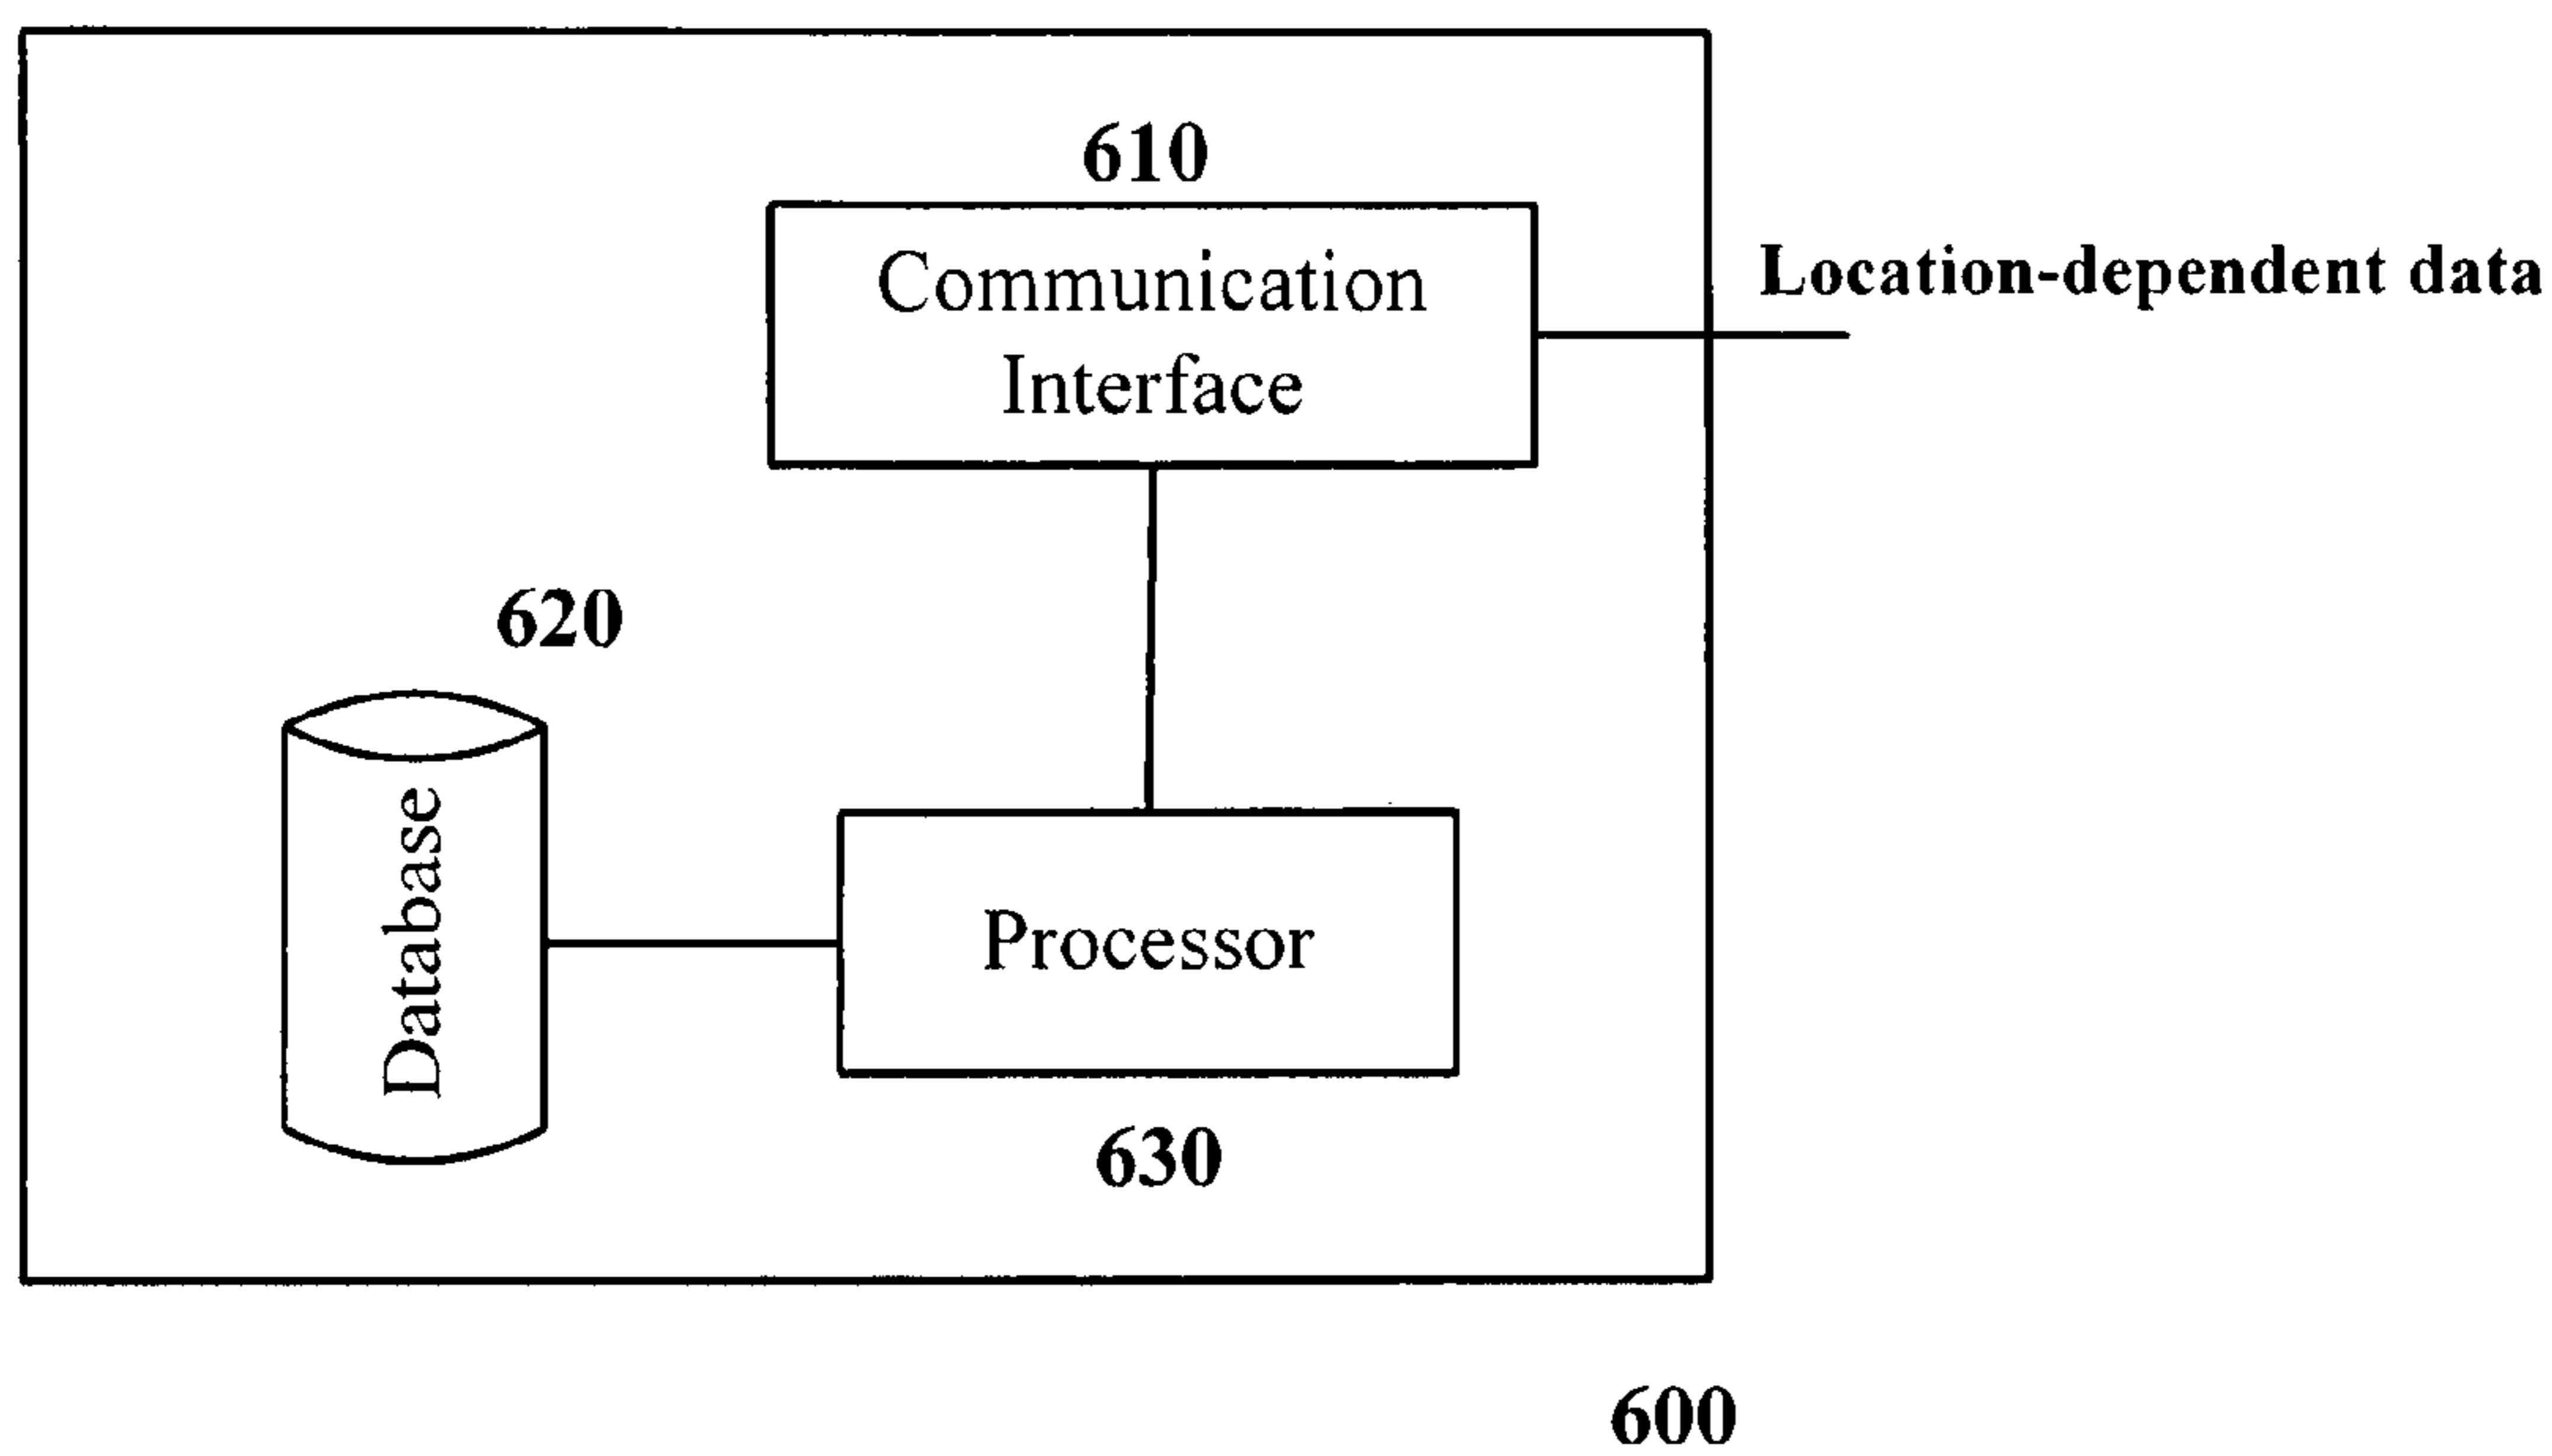 610
Communication
Interface
Location-dependent data
620
Database
Processor
630
600